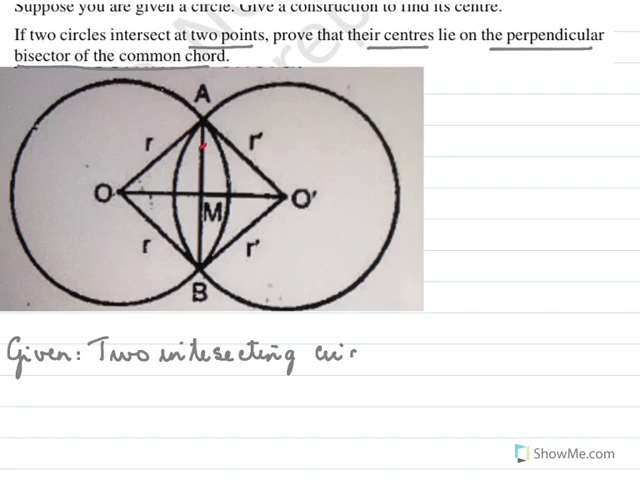 Suppose you are given a circle. Give a construction to find its centre.
If two circles intersect at two points, prove that their centres lie on the perpendicular
bisector of the common chord.
A
r r'
O M O'
r r'
B
Given: Two intersecting cir
ShowMe.com